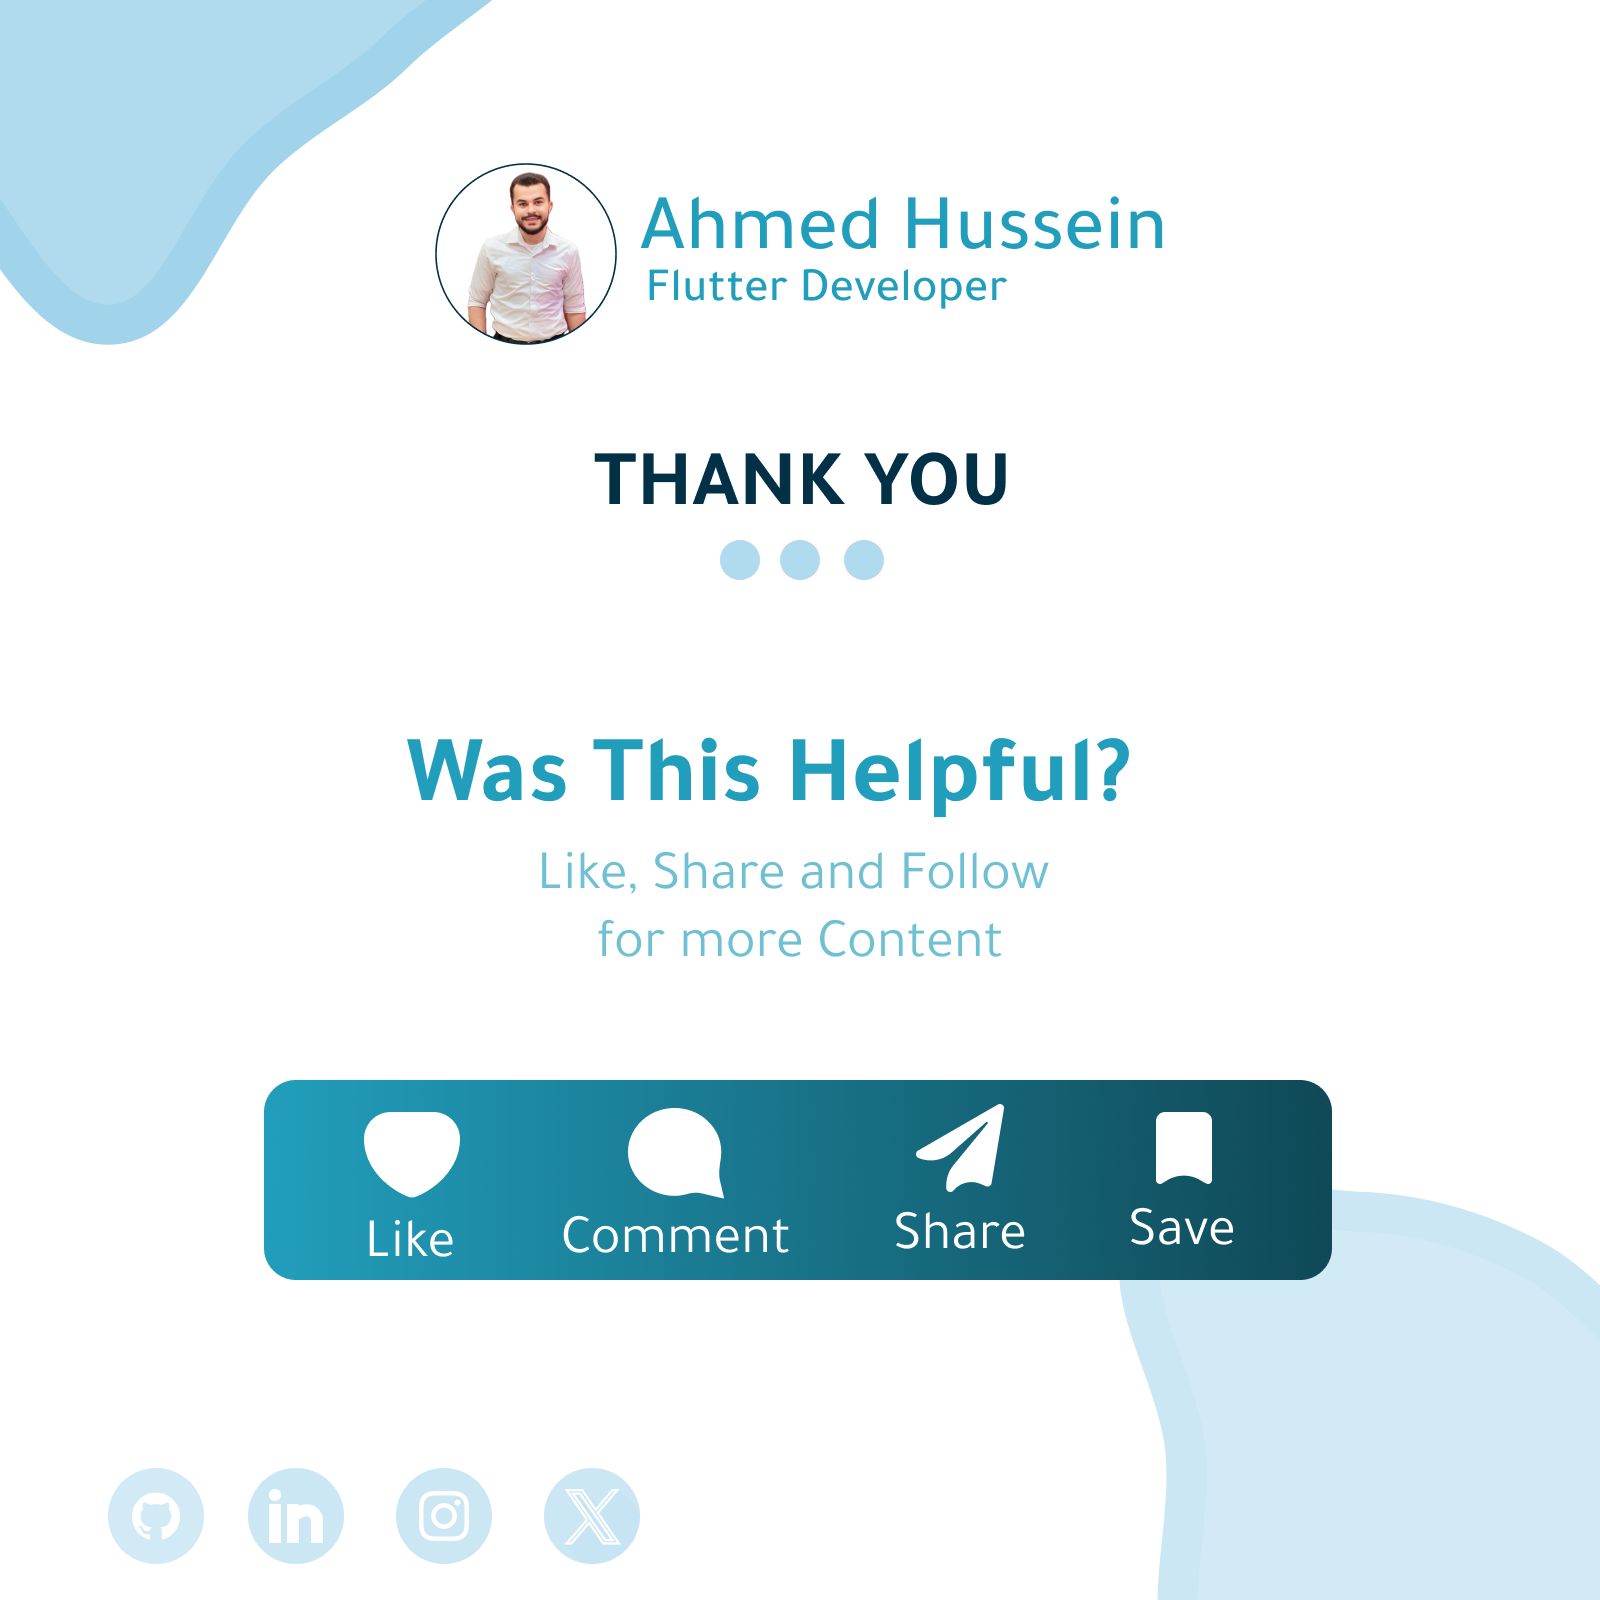 Ahmed Hussein
Flutter Developer
THANK YOU
Was This Helpful?
Like, Share and Follow
for more Content
Like
Comment
Share
Save
in
X